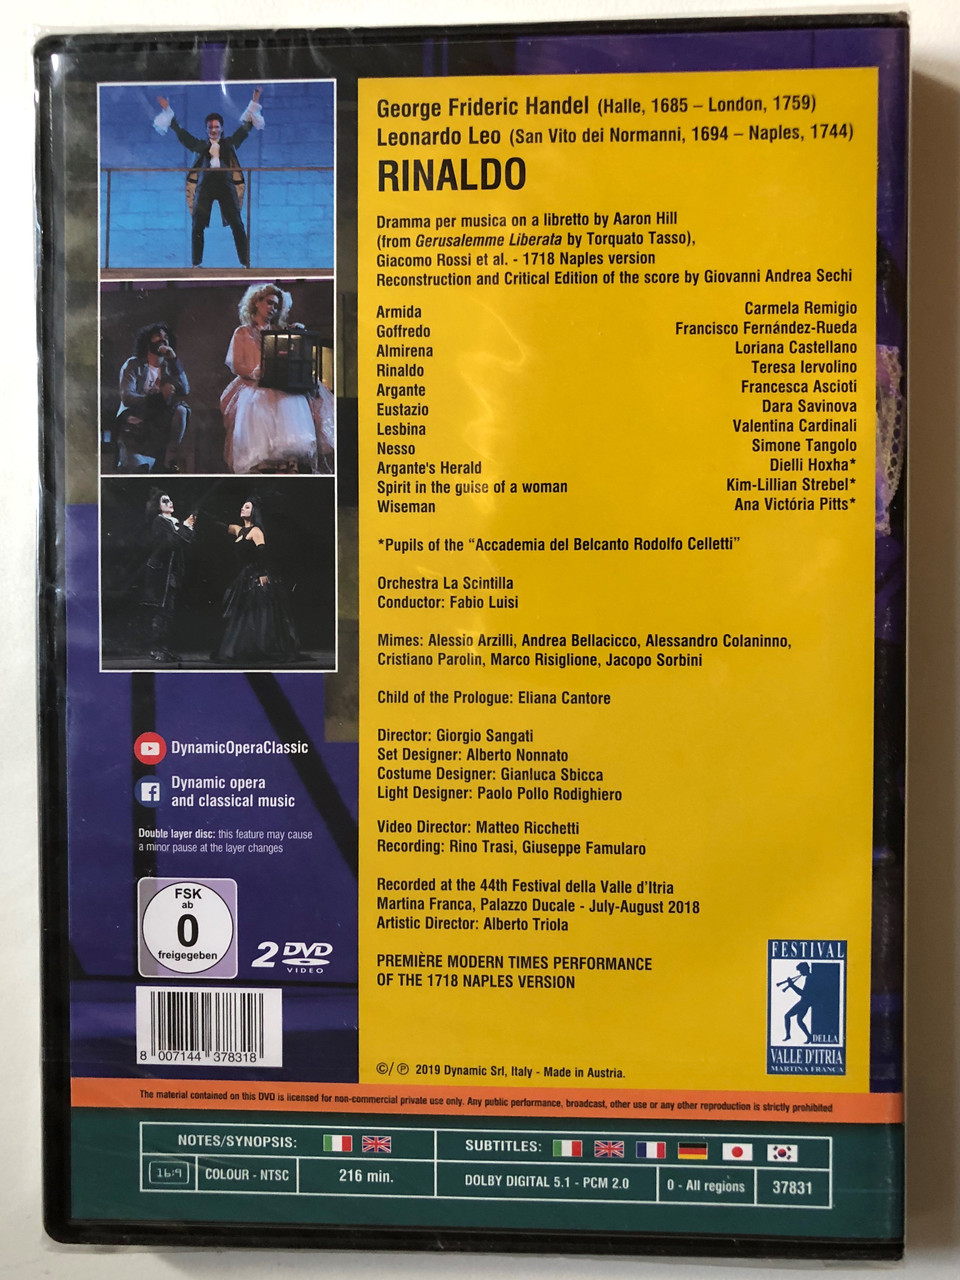 George Frideric Handel (Halle, 1685 – London, 1759)
Leonardo Leo (San Vito dei Normanni, 1694 – Naples, 1744)
RINALDO
Dramma per musica on a libretto by Aaron Hill
(from Gerusalemme Liberata by Torquato Tasso),
Giacomo Rossi et al. - 1718 Naples version
Reconstruction and Critical Edition of the score by Giovanni Andrea Sechi
Armida Carmela Remigio
Goffredo Francisco Fernández-Rueda
Almirena Loriana Castellano
Rinaldo Teresa Iervolino
Argante Francesca Ascioti
Eustazio Dara Savinova
Lesbina Valentina Cardinali
Nesso Simone Tangolo
Argante's Herald Dielli Hoxha*
Spirit in the guise of a woman Kim-Lillian Strebel*
Wiseman Ana Victória Pitts*
*Pupils of the “Accademia del Belcanto Rodolfo Celletti”
Orchestra La Scintilla
Conductor: Fabio Luisi
Mimes: Alessio Arzilli, Andrea Bellacicco, Alessandro Colaninno,
Cristiano Parolin, Marco Risiglione, Jacopo Sorbini
Child of the Prologue: Eliana Cantore
Director: Giorgio Sangati
Set Designer: Alberto Nonnato
Costume Designer: Gianluca Sbicca
Light Designer: Paolo Pollo Rodighiero
Video Director: Matteo Ricchetti
Recording: Rino Trasi, Giuseppe Famularo
Recorded at the 44th Festival della Valle d'Itria
Martina Franca, Palazzo Ducale - July-August 2018
Artistic Director: Alberto Triola
PREMIÈRE MODERN TIMES PERFORMANCE
OF THE 1718 NAPLES VERSION
©/℗ 2019 Dynamic Srl, Italy - Made in Austria.
FESTIVAL
DELLA
VALLE D'ITRIA
MARTINA FRANCA
DynamicOperaClassic
Dynamic opera
and classical music
Double layer disc: this feature may cause
a minor pause at the layer changes
FSK
ab
0
freigegeben
2 DVD
VIDEO
8 007144 378318
The material contained on this DVD is licensed for non-commercial private use only. Any public performance, broadcast, other use or any other reproduction is strictly prohibited
NOTES/SYNOPSIS: SUBTITLES:
16:9 COLOUR - NTSC 216 min. DOLBY DIGITAL 5.1 - PCM 2.0 0 - All regions 37831